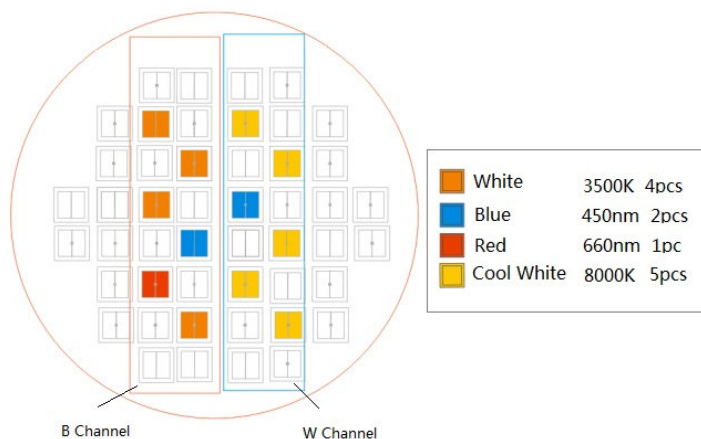 White 3500K 4pcs
Blue 450nm 2pcs
Red 660nm 1pc
Cool White 8000K 5pcs
B Channel
W Channel